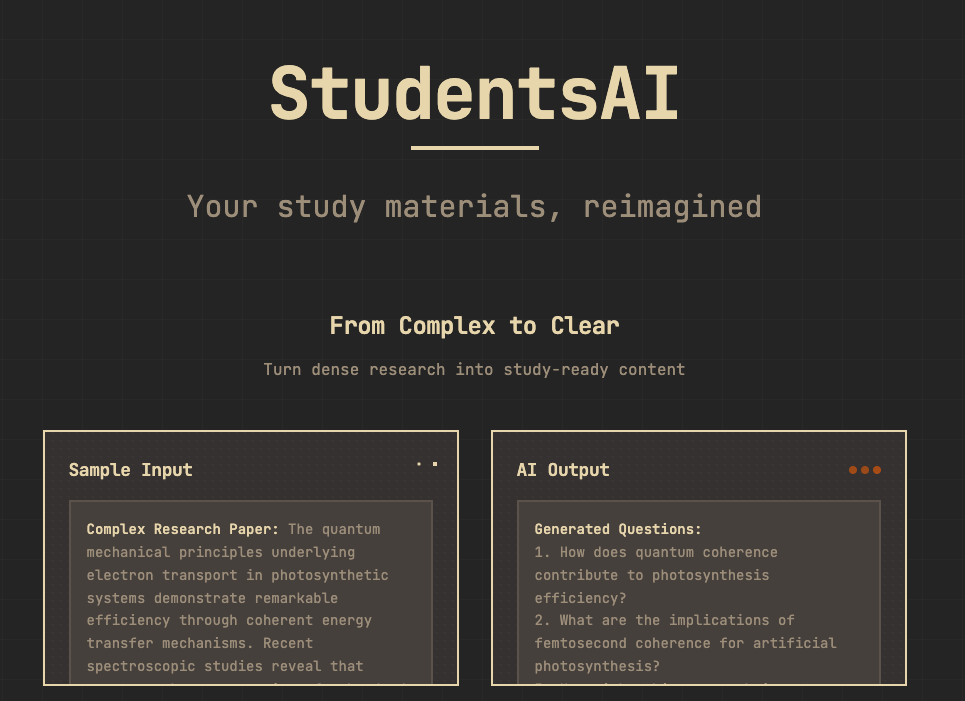 StudentsAI
Your study materials, reimagined
From Complex to Clear
Turn dense research into study-ready content
Sample Input
Complex Research Paper: The quantum
mechanical principles underlying
electron transport in photosynthetic
systems demonstrate remarkable
efficiency through coherent energy
transfer mechanisms. Recent
spectroscopic studies reveal that
AI Output
Generated Questions:
1. How does quantum coherence
contribute to photosynthesis
efficiency?
2. What are the implications of
femtosecond coherence for artificial
photosynthesis?